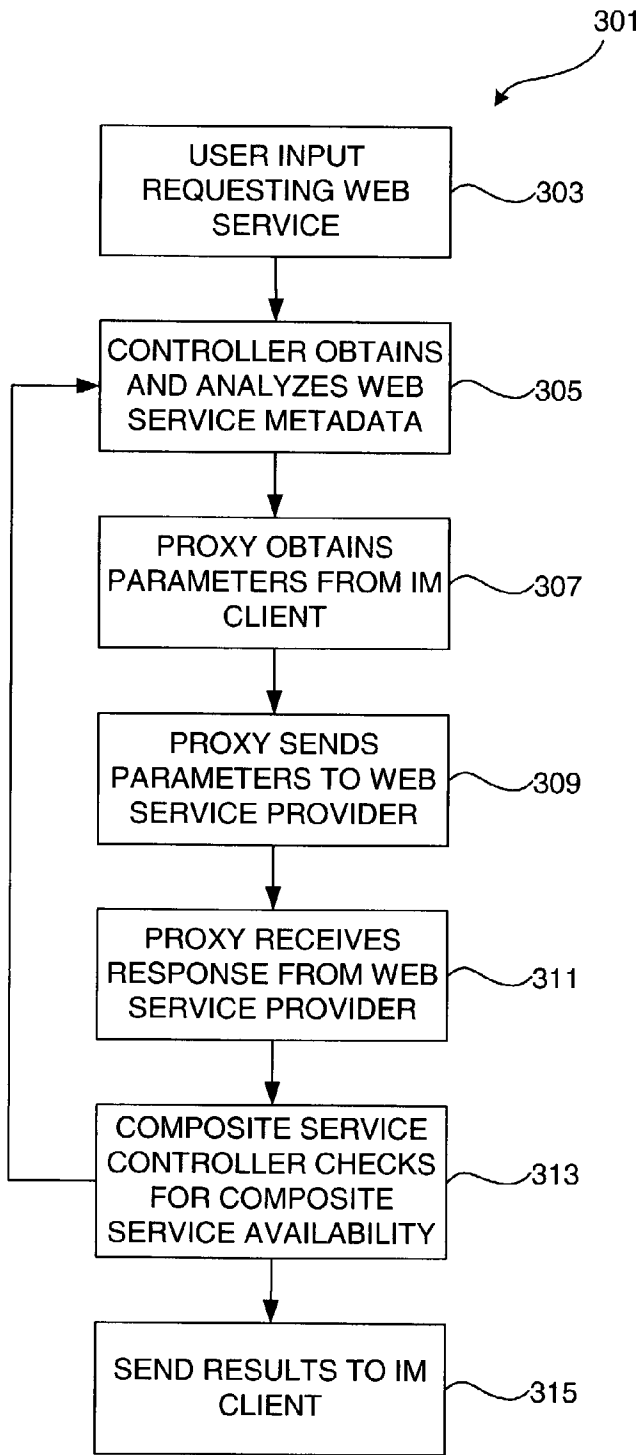 301
USER INPUT
REQUESTING WEB
SERVICE
303
CONTROLLER OBTAINS
AND ANALYZES WEB
SERVICE METADATA
305
PROXY OBTAINS
PARAMETERS FROM IM
CLIENT
307
PROXY SENDS
PARAMETERS TO WEB
SERVICE PROVIDER
309
PROXY RECEIVES
RESPONSE FROM WEB
SERVICE PROVIDER
311
COMPOSITE SERVICE
CONTROLLER CHECKS
FOR COMPOSITE
SERVICE AVAILABILITY
313
SEND RESULTS TO IM
CLIENT
315